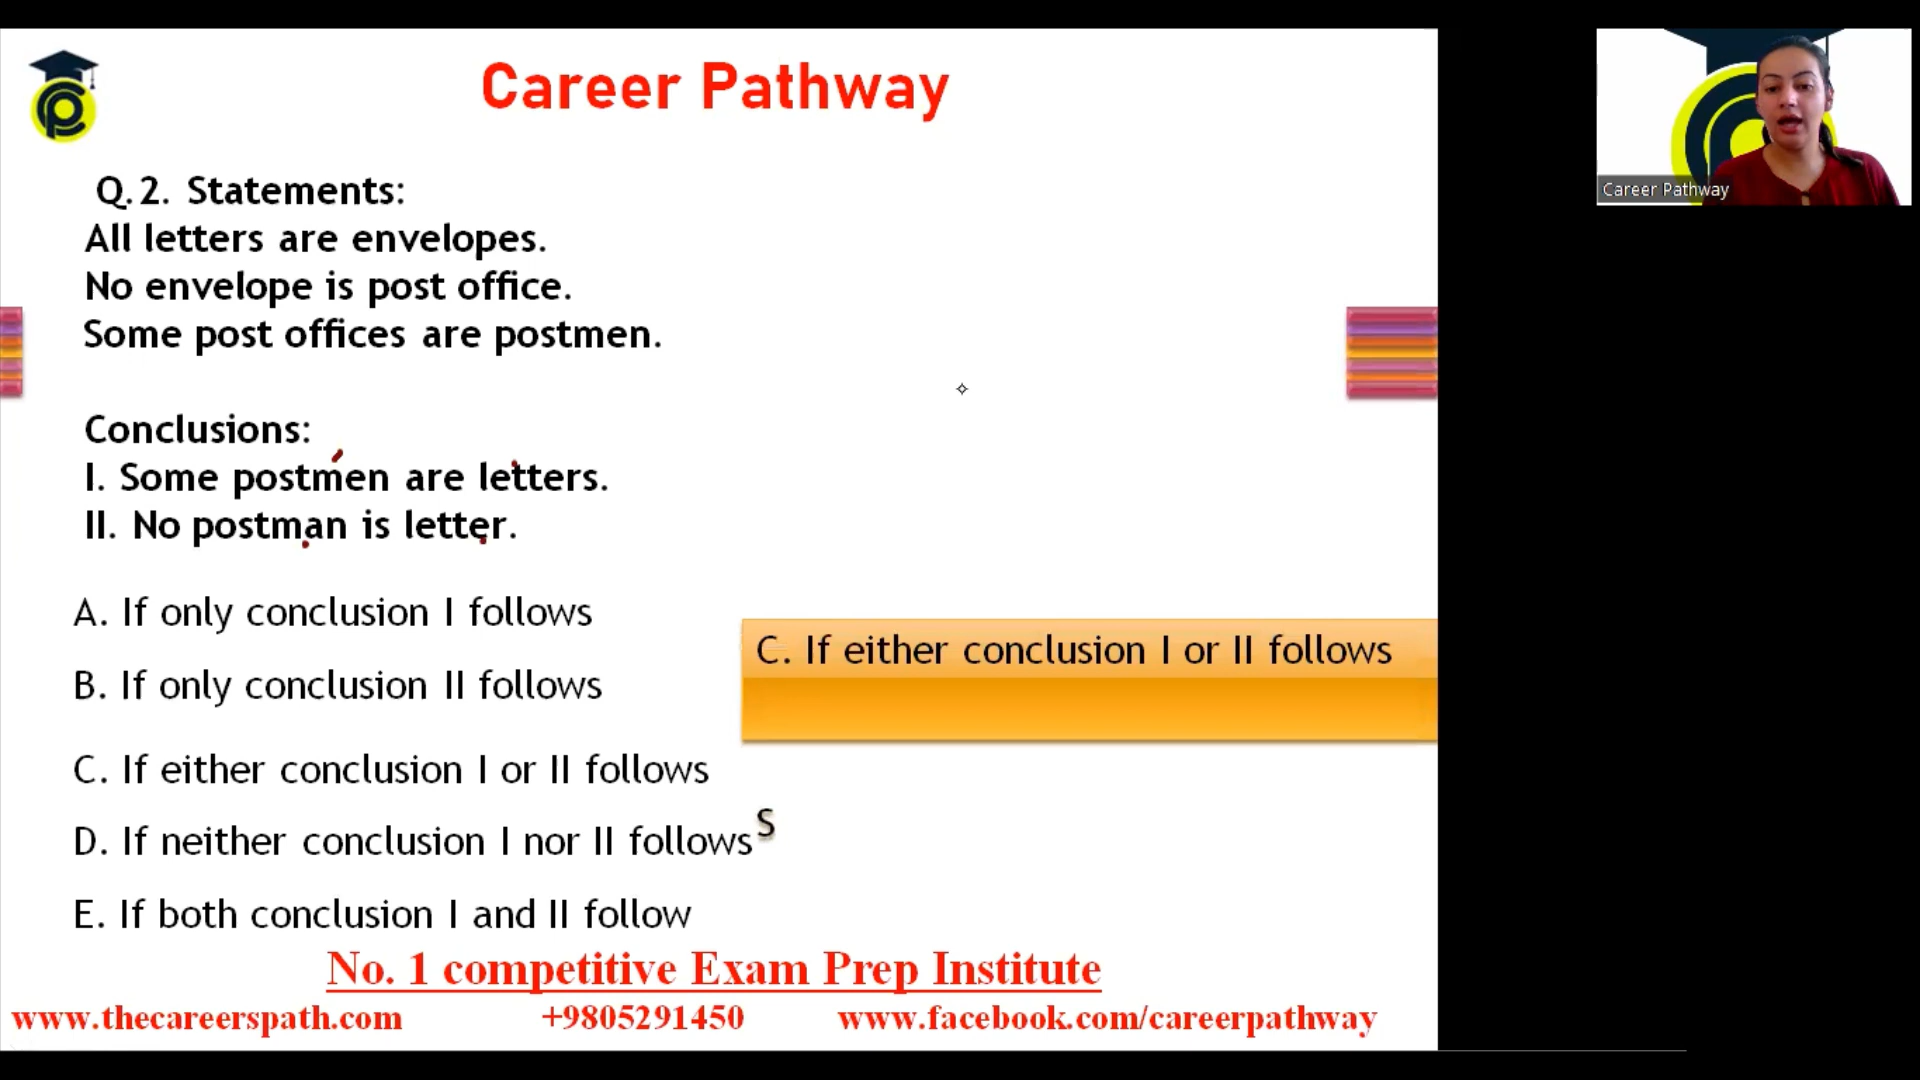 Career Pathway
Career Pathway
Q.2. Statements:
All letters are envelopes.
No envelope is post office.
Some post offices are postmen.
Conclusions:
I. Some postmen are letters.
II. No postman is letter.
A. If only conclusion I follows
C. If either conclusion I or II follows
B. If only conclusion II follows
C. If either conclusion I or II follows
S
D. If neither conclusion I nor II follows
E. If both conclusion I and II follow
No. 1 competitive Exam Prep Institute
www.thecareerspath.com +9805291450 www.facebook.com/careerpathway